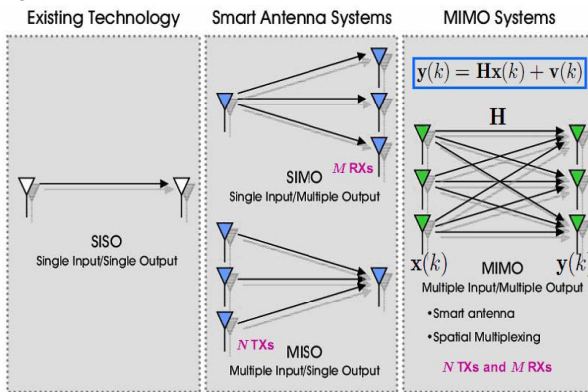 Existing Technology
SISO
Single Input/Single Output
Smart Antenna Systems
M RXs
SIMO
Single Input/Multiple Output
N TXs
MISO
Multiple Input/Single Output
MIMO Systems
y(k) = Hx(k) + v(k)
H
x(k) y(k)
MIMO
Multiple Input/Multiple Output
•Smart antenna
•Spatial Multiplexing
N TXs and M RXs